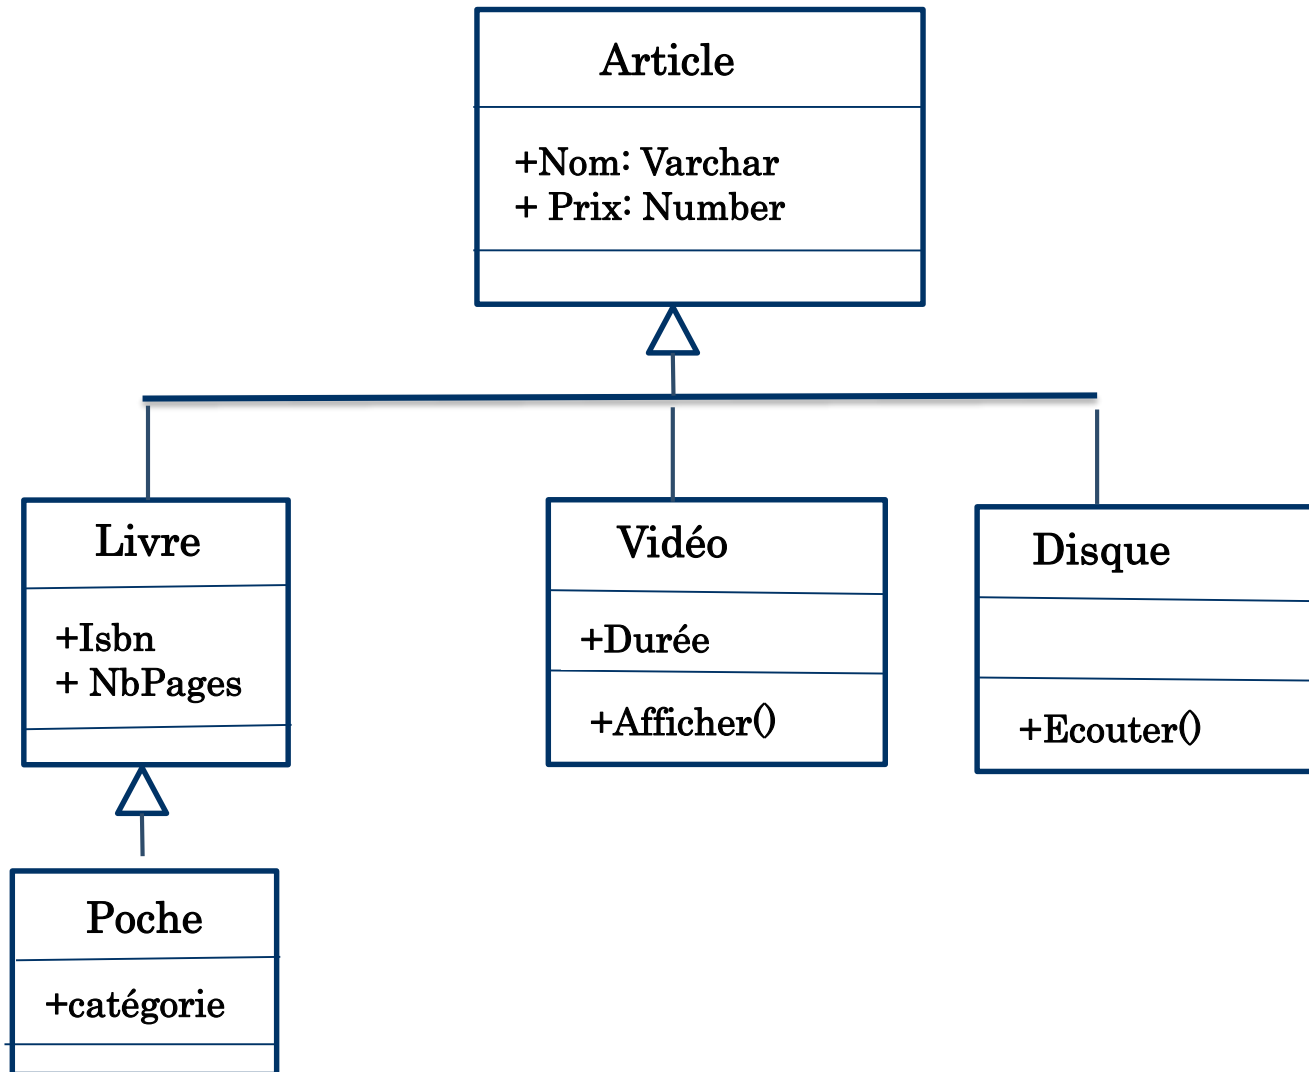 Article
+Nom: Varchar
+ Prix: Number
Livre
+Isbn
+ NbPages
Vidéo
+Durée
+Afficher()
Disque
+Ecouter()
Poche
+catégorie